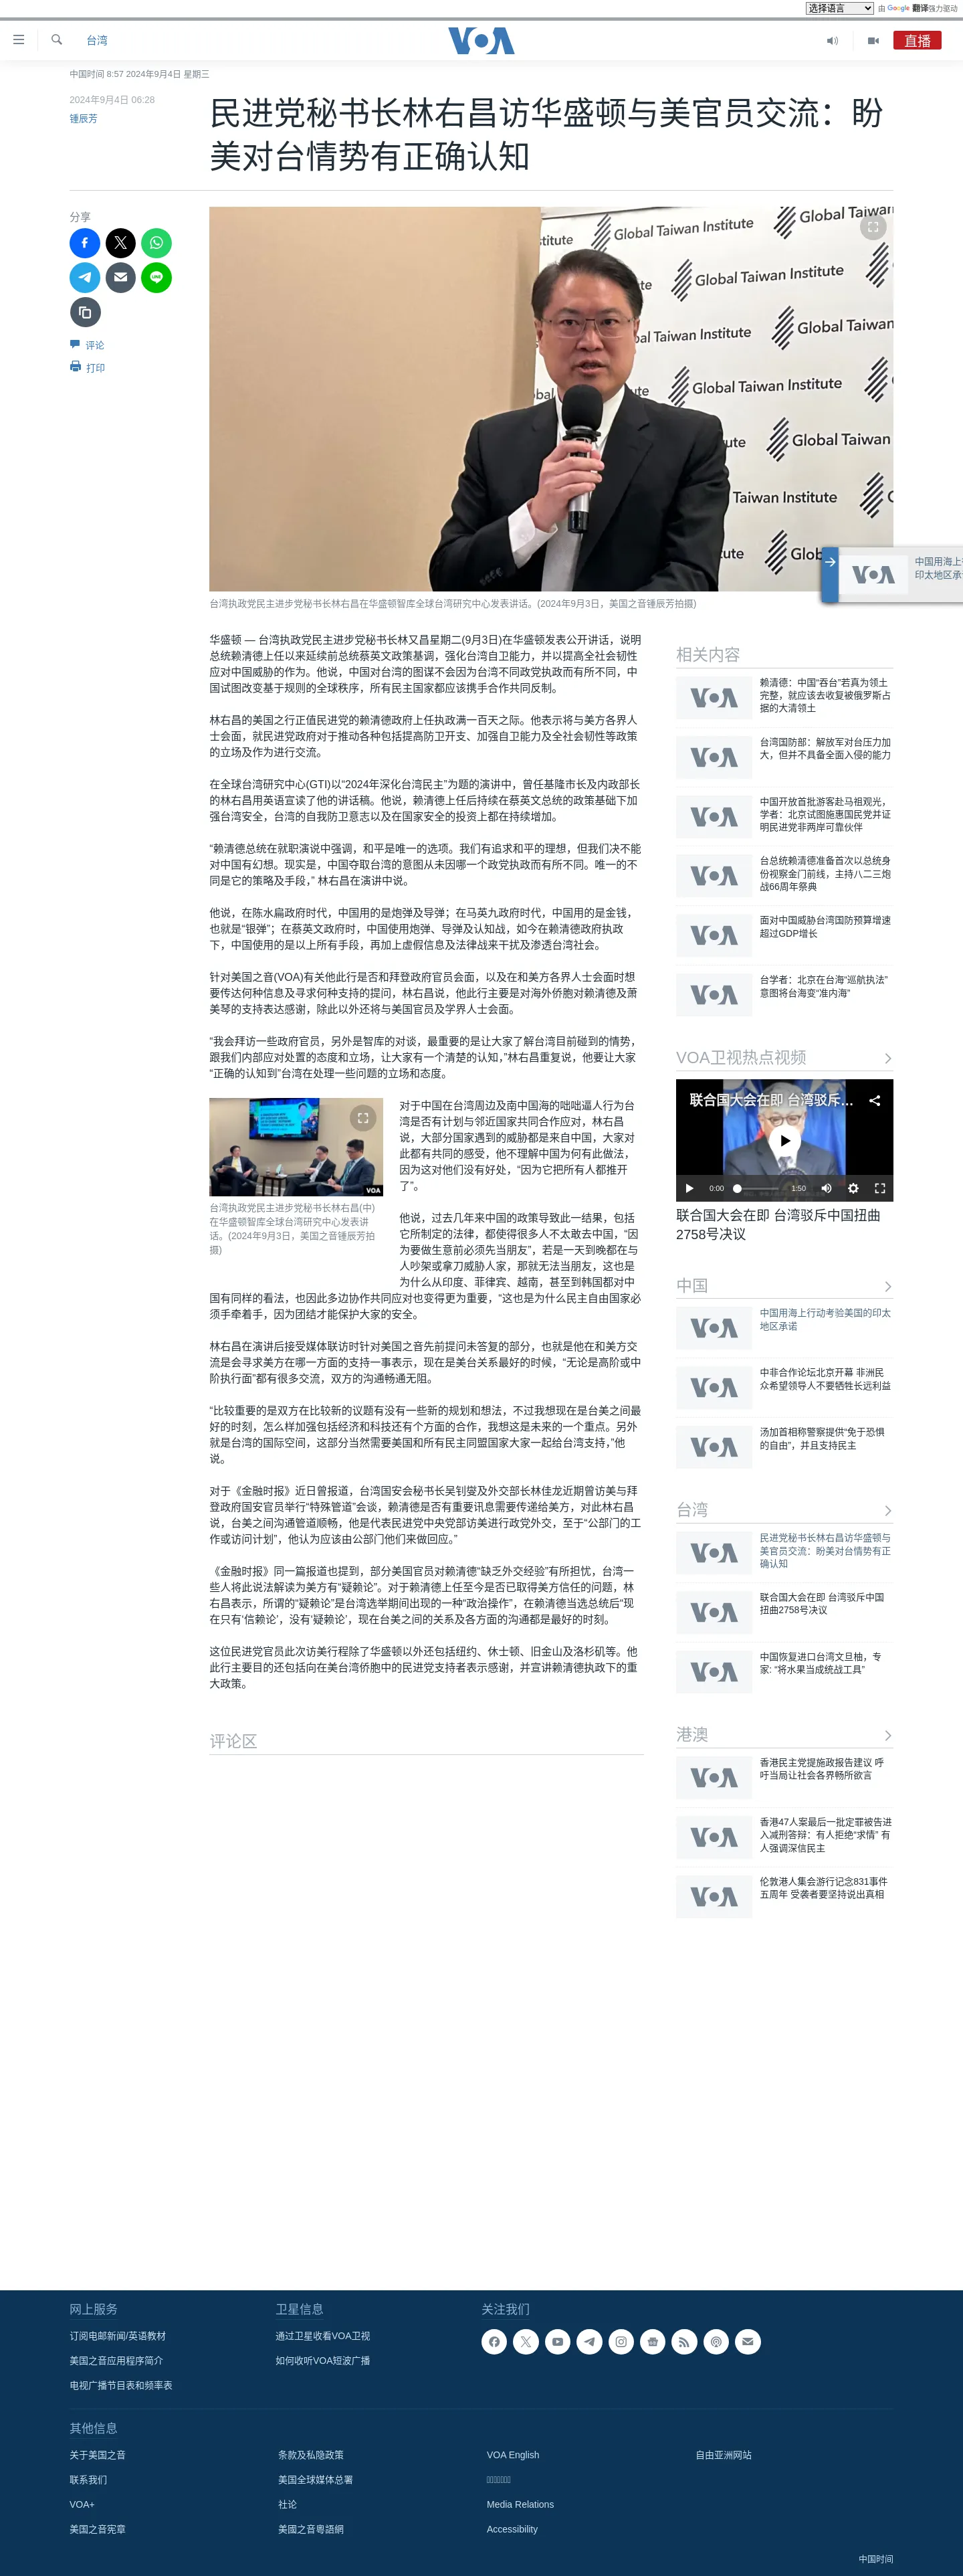 选择语言 由 Google 翻译强力驱动
台湾
VOA
直播
中国时间 8:57 2024年9月4日 星期三
2024年9月4日 06:28
锺辰芳
民进党秘书长林右昌访华盛顿与美官员交流：盼
美对台情势有正确认知
分享
评论
打印
Global Taiwan Institute
Global Taiwan Institute
Global Taiwan Institute
Global Taiwan Institute
台湾执政党民主进步党秘书长林右昌在华盛顿智库全球台湾研究中心发表讲话。(2024年9月3日，美国之音锺辰芳拍摄)
华盛顿 — 台湾执政党民主进步党秘书长林又昌星期二(9月3日)在华盛顿发表公开讲话，说明
总统赖清德上任以来延续前总统蔡英文政策基调，强化台湾自卫能力，并以提高全社会韧性
应对中国威胁的作为。他说，中国对台湾的图谋不会因为台湾不同政党执政而有所不同，中
国试图改变基于规则的全球秩序，所有民主国家都应该携手合作共同反制。
林右昌的美国之行正值民进党的赖清德政府上任执政满一百天之际。他表示将与美方各界人
士会面，就民进党政府对于推动各种包括提高防卫开支、加强自卫能力及全社会韧性等政策
的立场及作为进行交流。
在全球台湾研究中心(GTI)以“2024年深化台湾民主”为题的演讲中，曾任基隆市长及内政部长
的林右昌用英语宣读了他的讲话稿。他说，赖清德上任后持续在蔡英文总统的政策基础下加
强台湾安全，台湾的自我防卫意志以及在国家安全的投资上都在持续增加。
“赖清德总统在就职演说中强调，和平是唯一的选项。我们有追求和平的理想，但我们决不能
对中国有幻想。现实是，中国夺取台湾的意图从未因哪一个政党执政而有所不同。唯一的不
同是它的策略及手段，” 林右昌在演讲中说。
他说，在陈水扁政府时代，中国用的是炮弹及导弹；在马英九政府时代，中国用的是金钱，
也就是“银弹”；在蔡英文政府时，中国使用炮弹、导弹及认知战，如今在赖清德政府执政
下，中国使用的是以上所有手段，再加上虚假信息及法律战来干扰及渗透台湾社会。
针对美国之音(VOA)有关他此行是否和拜登政府官员会面，以及在和美方各界人士会面时想
要传达何种信息及寻求何种支持的提问，林右昌说，他此行主要是对海外侨胞对赖清德及萧
美琴的支持表达感谢，除此以外还将与美国官员及学界人士会面。
“我会拜访一些政府官员，另外是智库的对谈，最重要的是让大家了解台湾目前碰到的情势，
跟我们内部应对处置的态度和立场，让大家有一个清楚的认知，”林右昌重复说，他要让大家
“正确的认知到”台湾在处理一些问题的立场和态度。
VOA
台湾执政党民主进步党秘书长林右昌(中)
在华盛顿智库全球台湾研究中心发表讲
话。(2024年9月3日，美国之音锺辰芳拍
摄)
对于中国在台湾周边及南中国海的咄咄逼人行为台
湾是否有计划与邻近国家共同合作应对，林右昌
说，大部分国家遇到的威胁都是来自中国，大家对
此都有共同的感受，他不理解中国为何有此做法，
因为这对他们没有好处，“因为它把所有人都推开
了”。
他说，过去几年来中国的政策导致此一结果，包括
它所制定的法律，都使得很多人不太敢去中国，“因
为要做生意前必须先当朋友”，若是一天到晚都在与
人吵架或拿刀威胁人家，那就无法当朋友，这也是
为什么从印度、菲律宾、越南，甚至到韩国都对中
国有同样的看法，也因此多边协作共同应对也变得更为重要，“这也是为什么民主自由国家必
须手牵着手，因为团结才能保护大家的安全。
林右昌在演讲后接受媒体联访时针对美国之音先前提问未答复的部分，也就是他在和美方交
流是会寻求美方在哪一方面的支持一事表示，现在是美台关系最好的时候，“无论是高阶或中
阶执行面”都有很多交流，双方的沟通畅通无阻。
“比较重要的是双方在比较新的议题有没有一些新的规划和想法，不过我想现在是台美之间最
好的时刻，怎么样加强包括经济和科技还有个方面的合作，我想这是未来的一个重点。另外
就是台湾的国际空间，这部分当然需要美国和所有民主同盟国家大家一起给台湾支持，”他
说。
对于《金融时报》近日曾报道，台湾国安会秘书长吴钊燮及外交部长林佳龙近期曾访美与拜
登政府国安官员举行“特殊管道”会谈，赖清德是否有重要讯息需要传递给美方，对此林右昌
说，台美之间沟通管道顺畅，他是代表民进党中央党部访美进行政党外交，至于“公部门的工
作或访问计划”，他认为应该由公部门他们来做回应。”
《金融时报》同一篇报道也提到，部分美国官员对赖清德“缺乏外交经验”有所担忧，台湾一
些人将此说法解读为美方有“疑赖论”。对于赖清德上任至今是否已取得美方信任的问题，林
右昌表示，所谓的“疑赖论”是台湾选举期间出现的一种“政治操作”，在赖清德当选总统后“现
在只有‘信赖论’，没有‘疑赖论’，现在台美之间的关系及各方面的沟通都是最好的时刻。
这位民进党官员此次访美行程除了华盛顿以外还包括纽约、休士顿、旧金山及洛杉矶等。他
此行主要目的还包括向在美台湾侨胞中的民进党支持者表示感谢，并宣讲赖清德执政下的重
大政策。
评论区
中国用海上行
印太地区承诺
相关内容
赖清德：中国“吞台”若真为领土
完整，就应该去收复被俄罗斯占
据的大清领土
台湾国防部：解放军对台压力加
大，但并不具备全面入侵的能力
中国开放首批游客赴马祖观光，
学者：北京试图施惠国民党并证
明民进党非两岸可靠伙伴
台总统赖清德准备首次以总统身
份视察金门前线，主持八二三炮
战66周年祭典
面对中国威胁台湾国防预算增速
超过GDP增长
台学者：北京在台海“巡航执法”
意图将台海变“准内海”
VOA卫视热点视频
联合国大会在即 台湾驳斥…
0:00 1:50
联合国大会在即 台湾驳斥中国扭曲
2758号决议
中国
中国用海上行动考验美国的印太
地区承诺
中非合作论坛北京开幕 非洲民
众希望领导人不要牺牲长远利益
汤加首相称警察提供“免于恐惧
的自由”，并且支持民主
台湾
民进党秘书长林右昌访华盛顿与
美官员交流：盼美对台情势有正
确认知
联合国大会在即 台湾驳斥中国
扭曲2758号决议
中国恢复进口台湾文旦柚，专
家: “将水果当成统战工具”
港澳
香港民主党提施政报告建议 呼
吁当局让社会各界畅所欲言
香港47人案最后一批定罪被告进
入减刑答辩：有人拒绝“求情” 有
人强调深信民主
伦敦港人集会游行记念831事件
五周年 受袭者要坚持说出真相
网上服务
订阅电邮新闻/英语教材
美国之音应用程序简介
电视广播节目表和频率表
卫星信息
通过卫星收看VOA卫视
如何收听VOA短波广播
关注我们
其他信息
关于美国之音
联系我们
VOA+
美国之音宪章
条款及私隐政策
美国全球媒体总署
社论
美國之音粵語網
VOA English
Media Relations
Accessibility
自由亚洲网站
中国时间